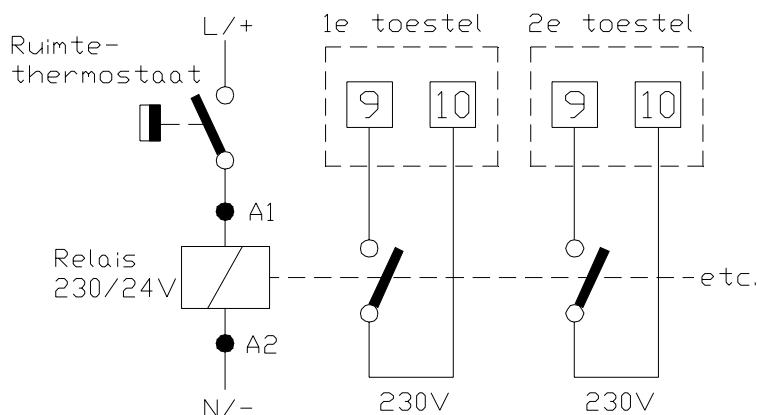 L/+
1e toestel
2e toestel
Ruimte-
thermostaat
9
10
9
10
A1
Relais
230/24V
etc.
A2
N/-
230V
230V